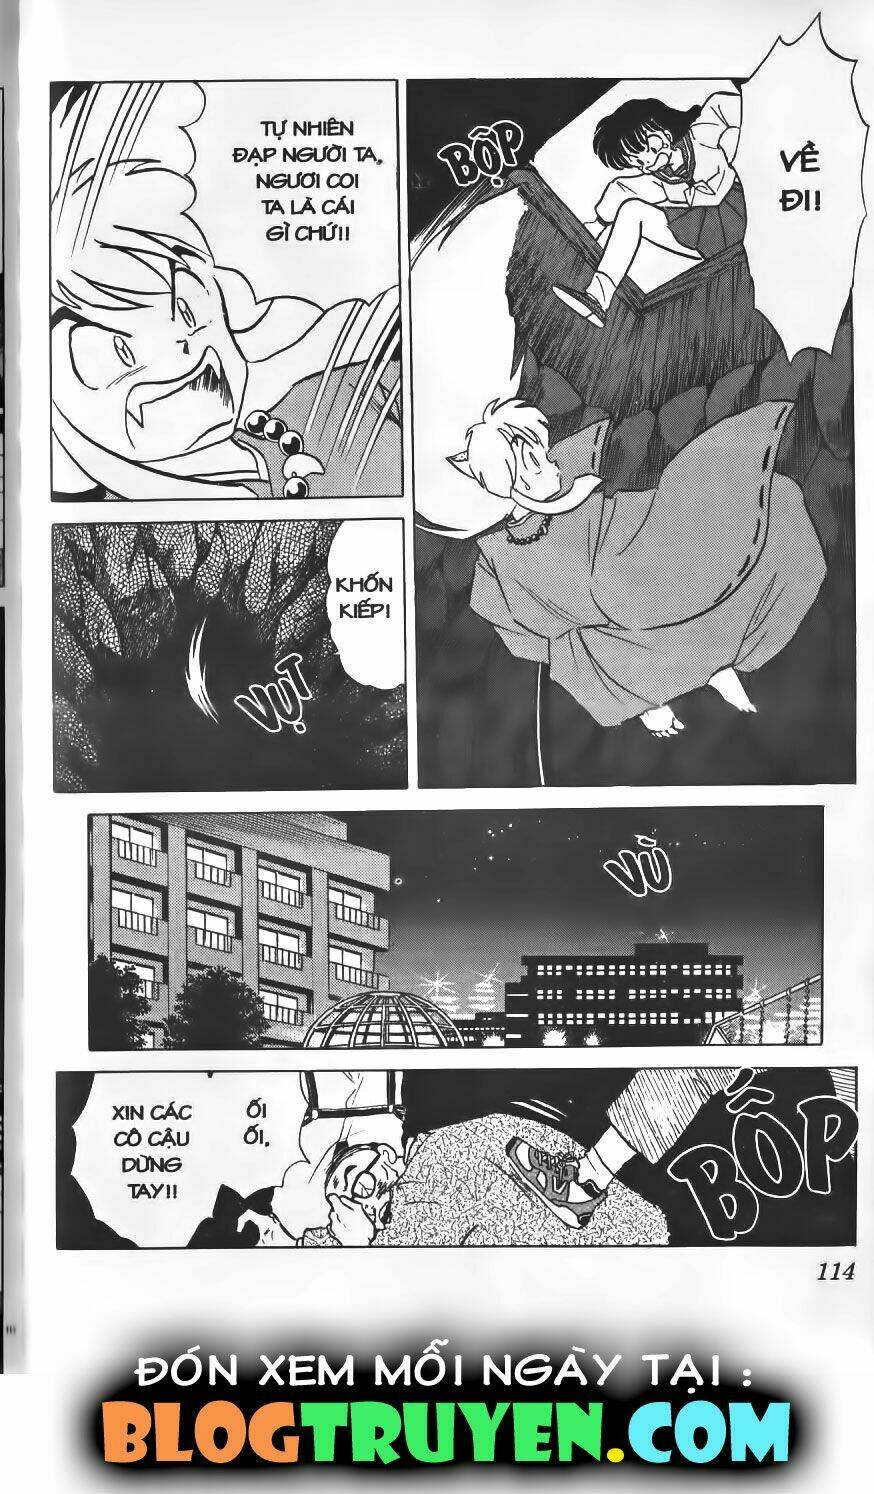 VỀ
ĐI!
BỘP
TỰ NHIÊN
ĐẠP NGƯỜI TA,
NGƯƠI COI
TA LÀ CÁI
GÌ CHỨ!!
KHỐN
KIẾP!
VỤT
VÙ
BỐP
ỐI
ỐI,
XIN CÁC
CÔ CẬU
DỪNG
TAY!!
114
ĐÓN XEM MỖI NGÀY TẠI :
BLOGTRUYEN.COM